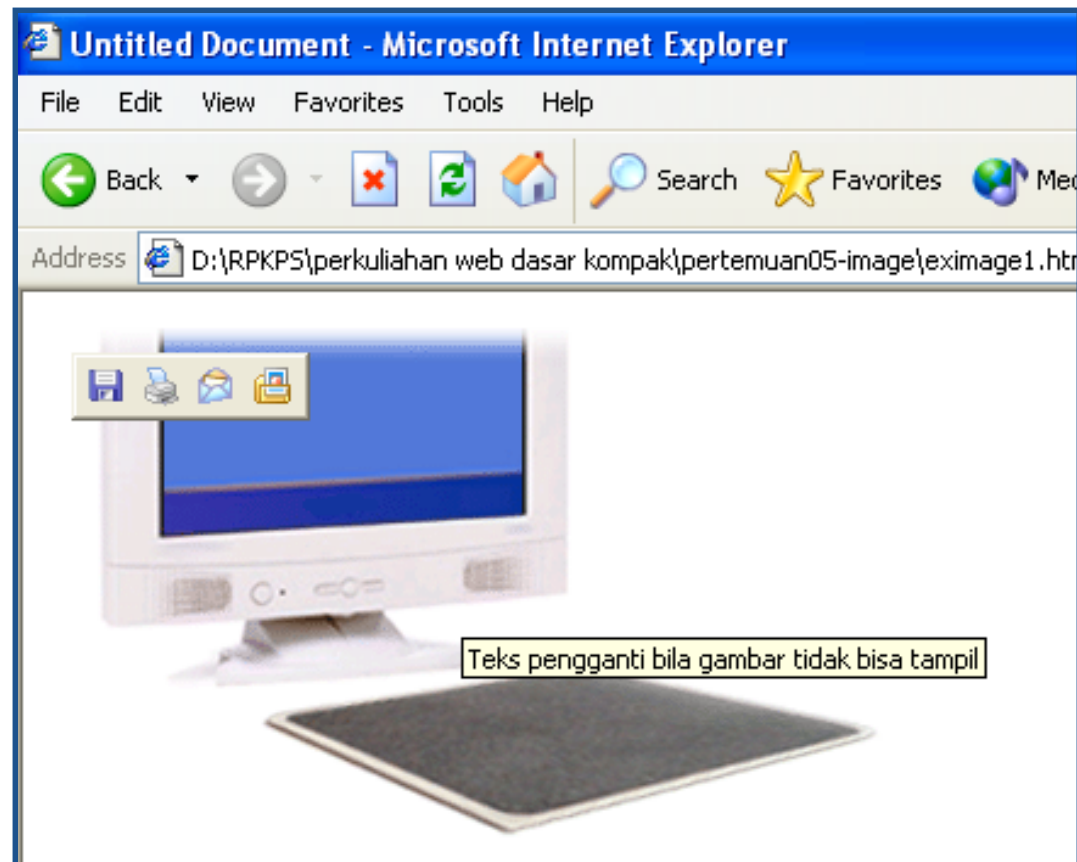 Untitled Document - Microsoft Internet Explorer
File Edit View Favorites Tools Help
Back Search Favorites Med
Address D:\RPKPS\perkuliahan web dasar kompak\pertemuan05-image\eximage1.htm
Teks pengganti bila gambar tidak bisa tampil